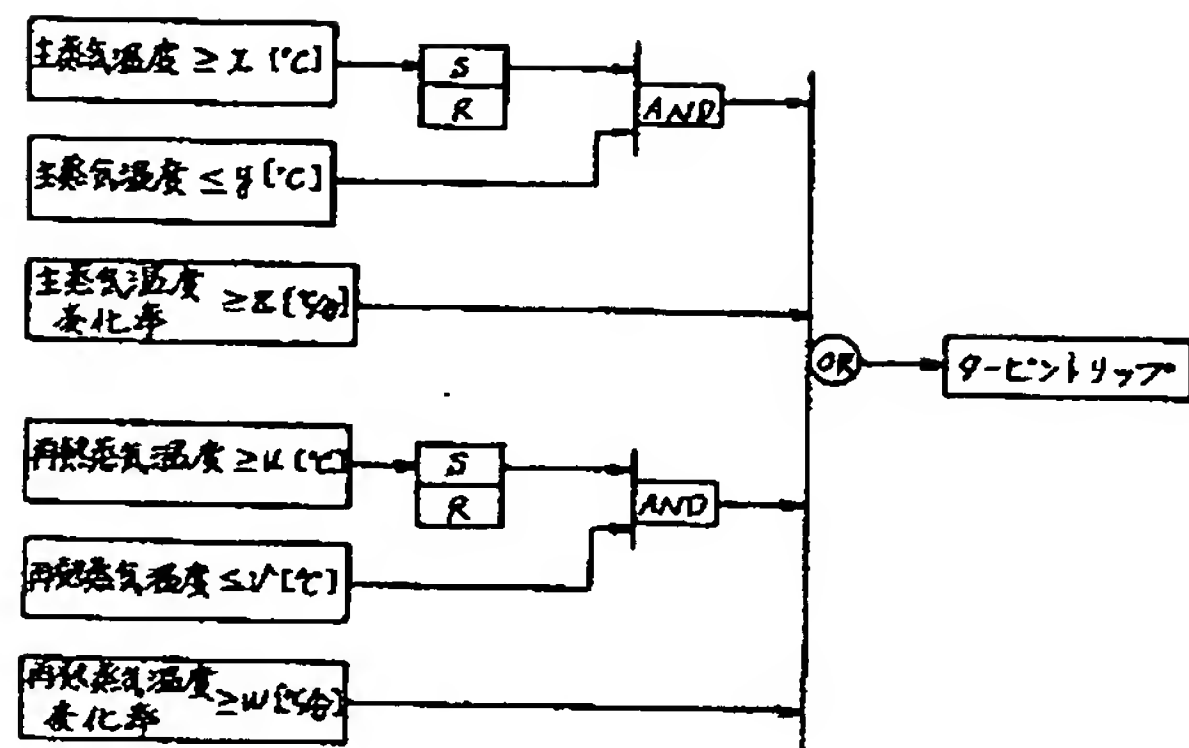 主蒸気温度 ≥ x [℃]
S
R
AND
主蒸気温度 ≤ y [℃]
主蒸気温度
変化率 ≥ z [℃/分]
OR
タービントリップ
再熱蒸気温度 ≥ u [℃]
S
R
AND
再熱蒸気温度 ≤ v [℃]
再熱蒸気温度
変化率 ≥ w [℃/分]